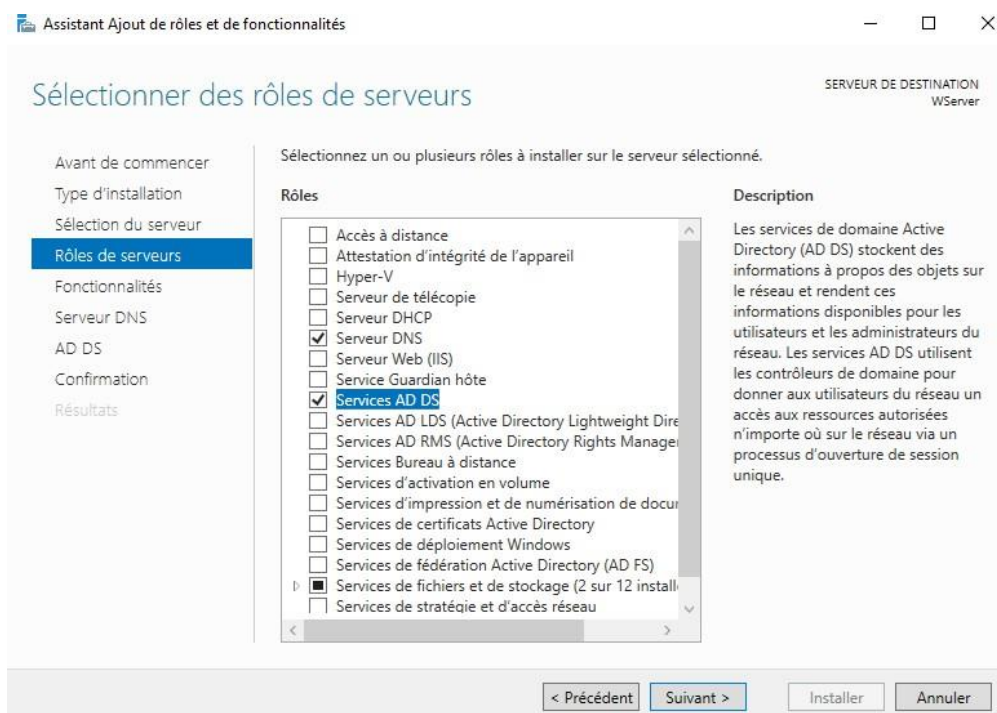 Assistant Ajout de rôles et de fonctionnalités
Sélectionner des rôles de serveurs
SERVEUR DE DESTINATION
WServer
Avant de commencer
Type d'installation
Sélection du serveur
Rôles de serveurs
Fonctionnalités
Serveur DNS
AD DS
Confirmation
Résultats
Sélectionnez un ou plusieurs rôles à installer sur le serveur sélectionné.
Rôles
Accès à distance
Attestation d'intégrité de l'appareil
Hyper-V
Serveur de télécopie
Serveur DHCP
Serveur DNS
Serveur Web (IIS)
Service Guardian hôte
Services AD DS
Services AD LDS (Active Directory Lightweight Dire
Services AD RMS (Active Directory Rights Manage
Services Bureau à distance
Services d'activation en volume
Services d'impression et de numérisation de docu
Services de certificats Active Directory
Services de déploiement Windows
Services de fédération Active Directory (AD FS)
Services de fichiers et de stockage (2 sur 12 install
Services de stratégie et d'accès réseau
Description
Les services de domaine Active
Directory (AD DS) stockent des
informations à propos des objets sur
le réseau et rendent ces
informations disponibles pour les
utilisateurs et les administrateurs du
réseau. Les services AD DS utilisent
les contrôleurs de domaine pour
donner aux utilisateurs du réseau un
accès aux ressources autorisées
n'importe où sur le réseau via un
processus d'ouverture de session
unique.
< Précédent
Suivant >
Installer
Annuler